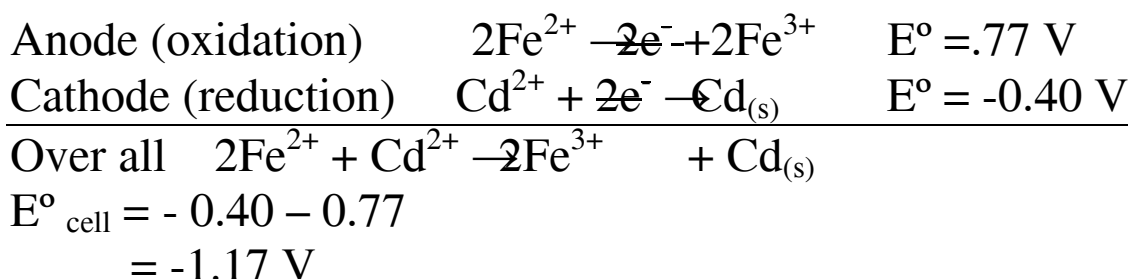 Anode (oxidation) 2Fe²⁺ → 2e⁻ + 2Fe³⁺ Eº =.77 V
Cathode (reduction) Cd²⁺ + 2e⁻ → Cd₍s₎ Eº = -0.40 V
Over all 2Fe²⁺ + Cd²⁺ → 2Fe³⁺ + Cd₍s₎
Eº cell = - 0.40 – 0.77
= -1.17 V